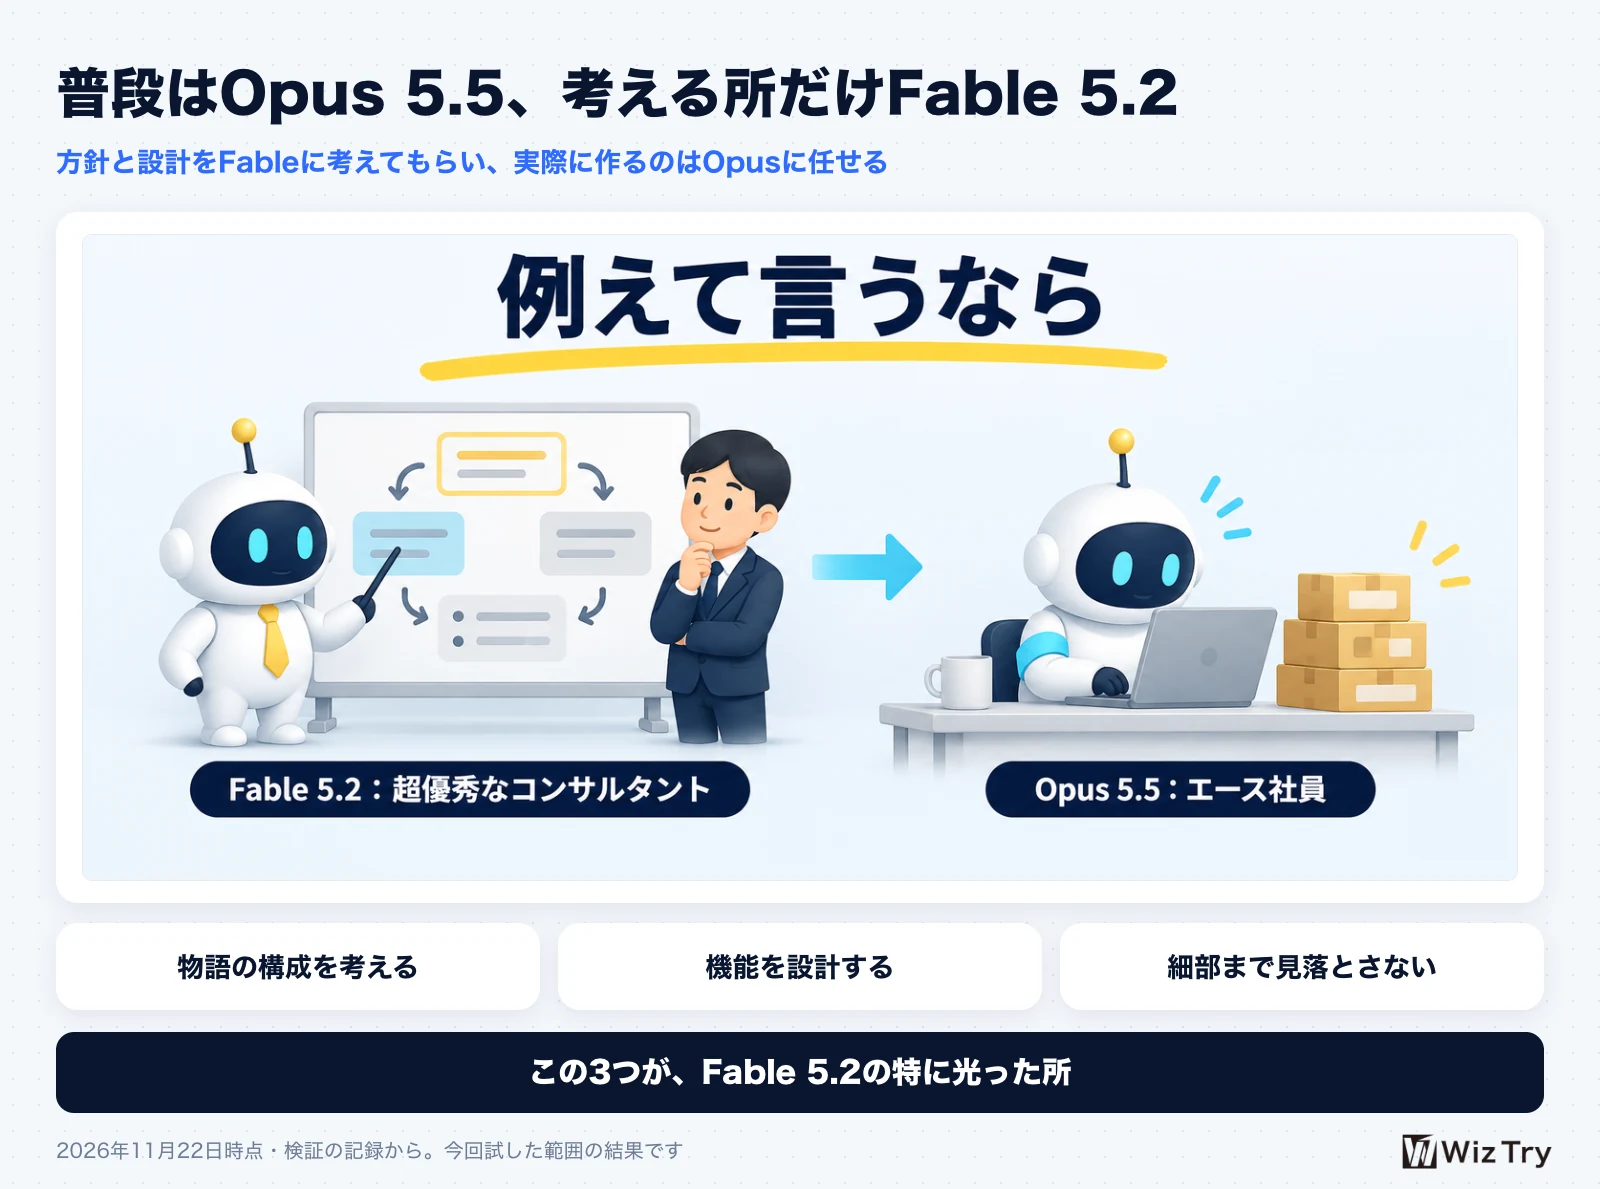 普段はOpus 5.5、考える所だけFable 5.2
方針と設計をFableに考えてもらい、実際に作るのはOpusに任せる
例えて言うなら
Fable 5.2：超優秀なコンサルタント
Opus 5.5：エース社員
物語の構成を考える
機能を設計する
細部まで見落とさない
この3つが、Fable 5.2の特に光った所
2026年11月22日時点・検証の記録から。今回試した範囲の結果です
Wiz Try